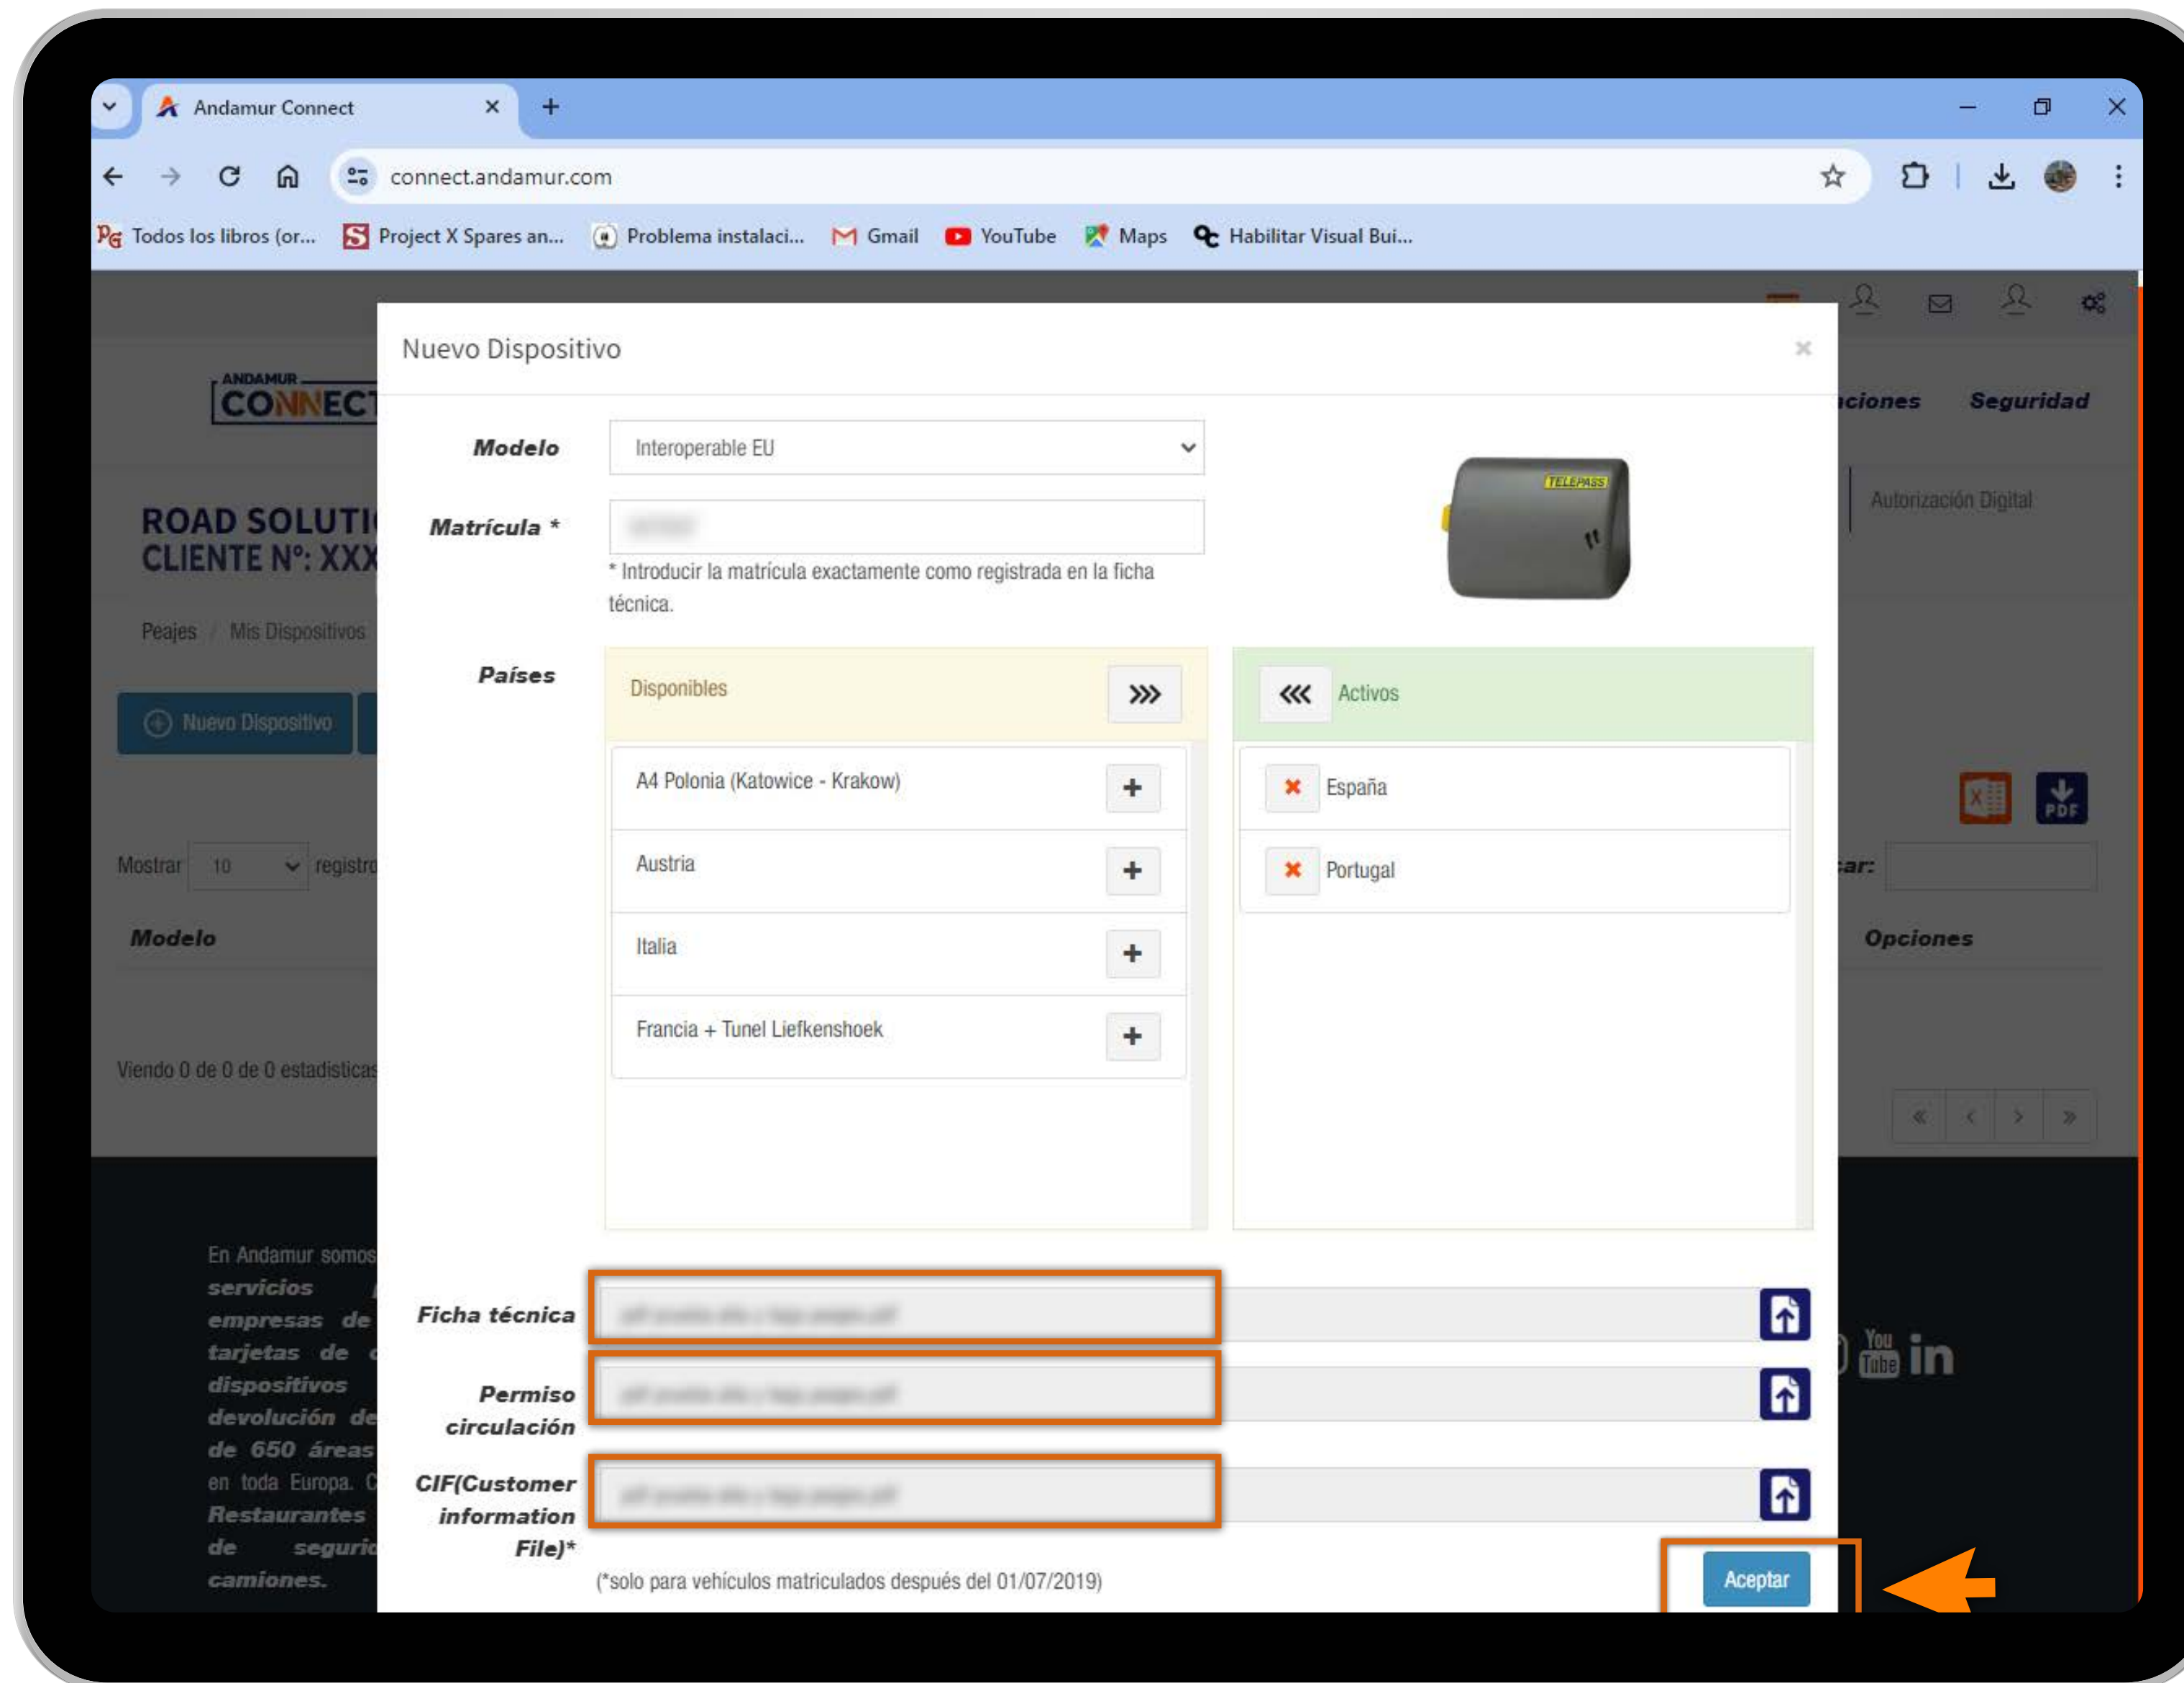 Andamur Connect
connect.andamur.com
Todos los libros (or...
Project X Spares an...
Problema instalaci...
Gmail
YouTube
Maps
Habilitar Visual Bui...
Nuevo Dispositivo
ANDAMUR
CONNECT
Seguridad
Modelo
Interoperable EU
TELEPASS
Autorización Digital
ROAD SOLUTI
CLIENTE Nº: XXX
Matrícula *
* Introducir la matrícula exactamente como registrada en la ficha
técnica.
Peajes / Mis Dispositivos
Países
Disponibles
Activos
Nuevo Dispositivo
A4 Polonia (Katowice - Krakow)
España
PDF
Mostrar 10 registro
Austria
Portugal
Modelo
Italia
Opciones
Francia + Tunel Liefkenshoek
Viendo 0 de 0 de 0 estadisticas
En Andamur somos
servicios
empresas de
tarjetas de
dispositivos
devolución de
de 650 áreas
en toda Europa. C
Restaurantes
de
camiones.
Ficha técnica
Permiso
circulación
CIF(Customer
information
File)*
(*solo para vehículos matriculados después del 01/07/2019)
You
Tube
in
Aceptar